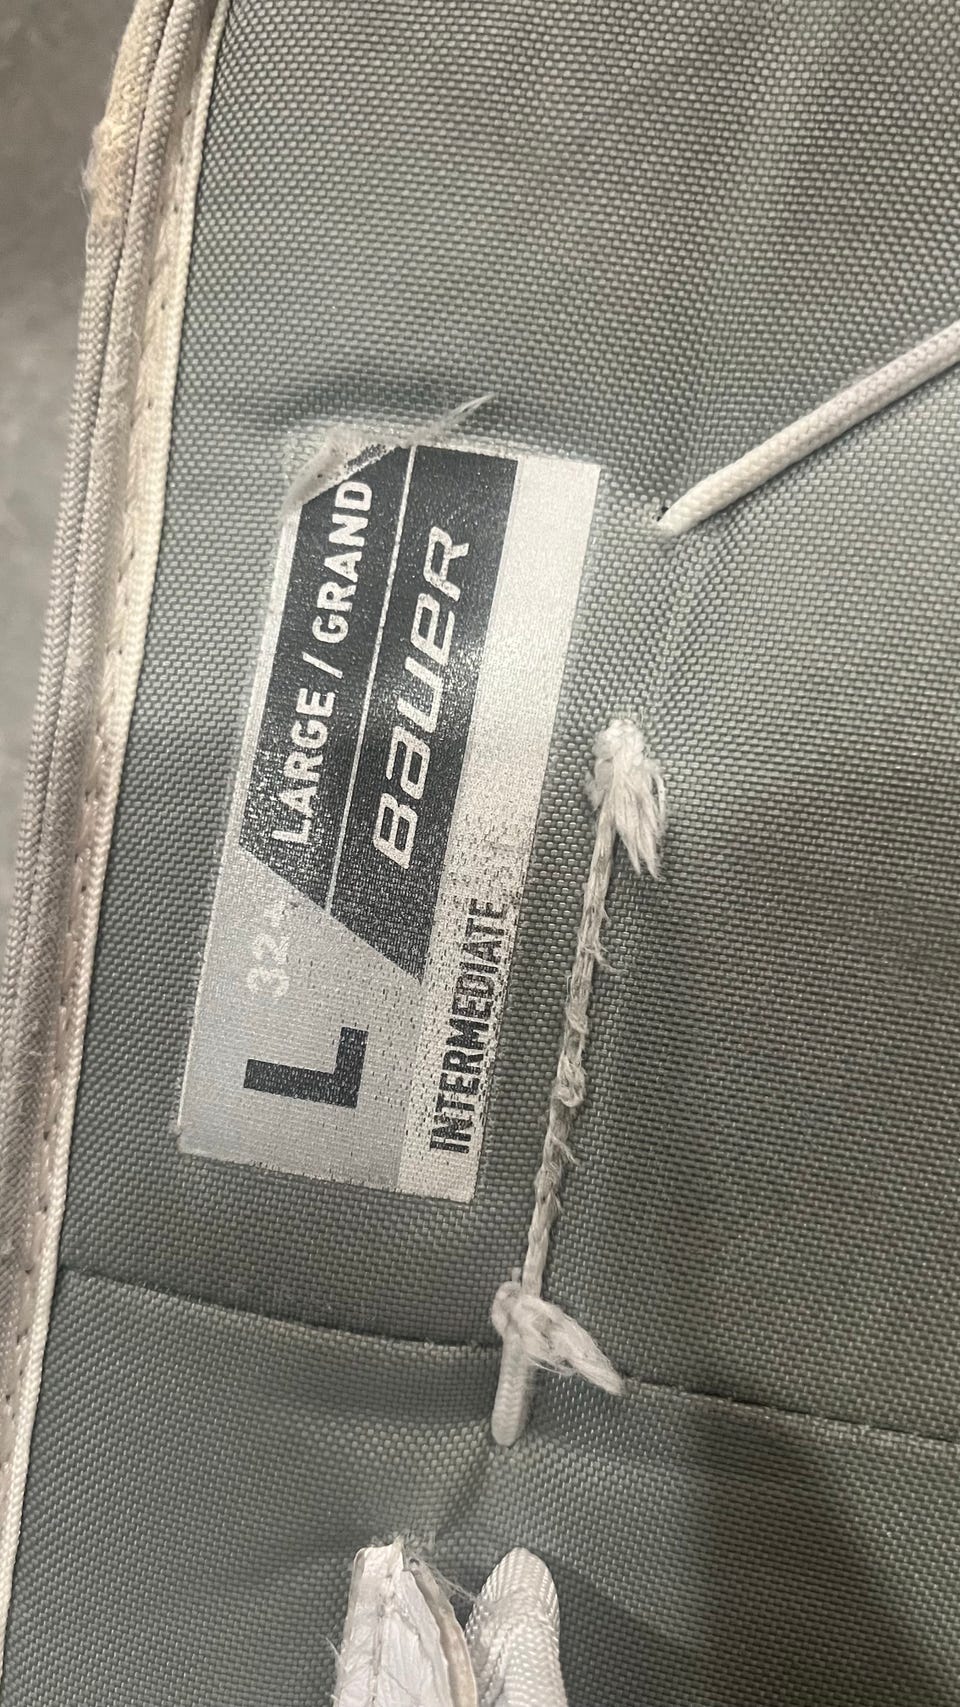 LARGE / GRAND
BAUER
L
INTERMEDIATE